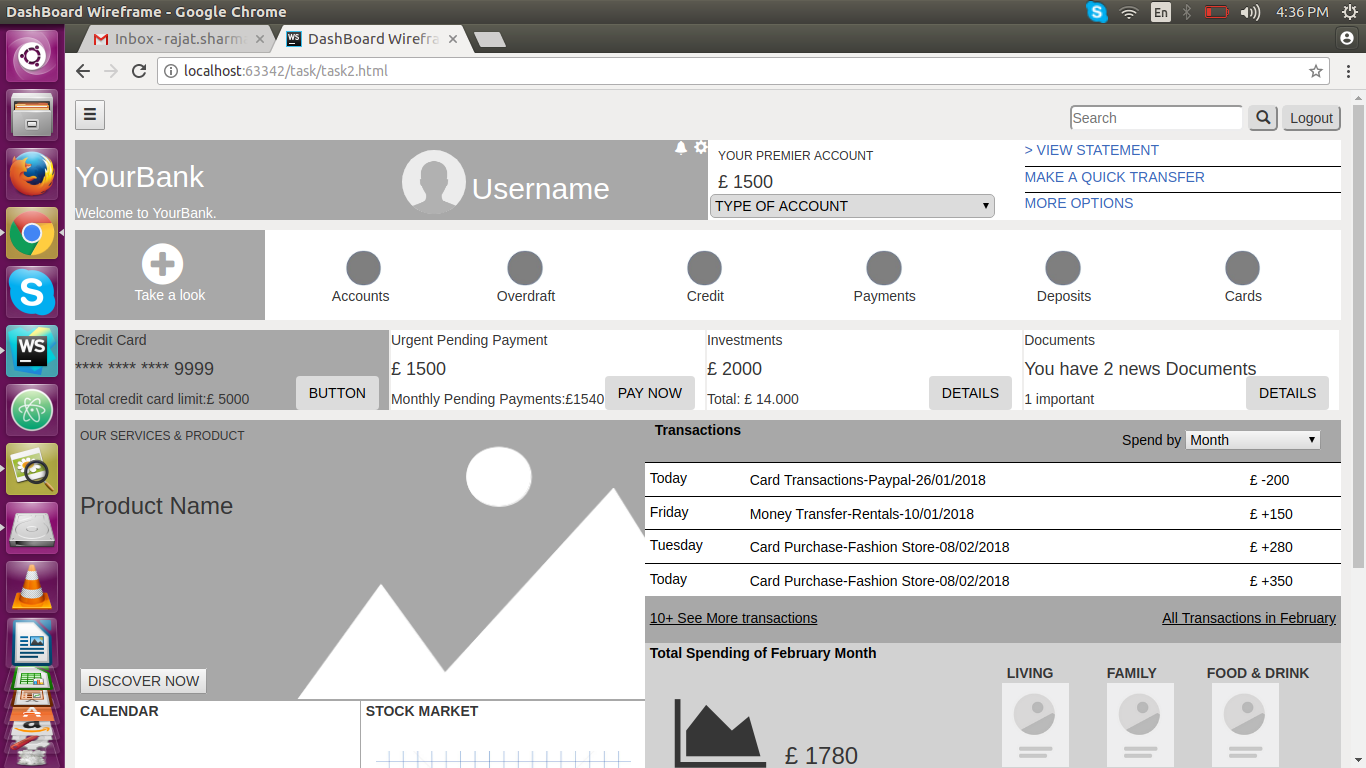 DashBoard Wireframe - Google Chrome
En
4:36 PM
Inbox - rajat.sharm
DashBoard Wirefra
localhost:63342/task/task2.html
Search
Logout
YourBank
Username
Welcome to YourBank.
YOUR PREMIER ACCOUNT
£ 1500
TYPE OF ACCOUNT
> VIEW STATEMENT
MAKE A QUICK TRANSFER
MORE OPTIONS
Take a look
Accounts
Overdraft
Credit
Payments
Deposits
Cards
Credit Card
**** **** **** 9999
Total credit card limit:£ 5000
BUTTON
Urgent Pending Payment
£ 1500
Monthly Pending Payments:£1540
PAY NOW
Investments
£ 2000
Total: £ 14.000
DETAILS
Documents
You have 2 news Documents
1 important
DETAILS
OUR SERVICES & PRODUCT
Product Name
DISCOVER NOW
Transactions
Spend by Month
Today Card Transactions-Paypal-26/01/2018 £ -200
Friday Money Transfer-Rentals-10/01/2018 £ +150
Tuesday Card Purchase-Fashion Store-08/02/2018 £ +280
Today Card Purchase-Fashion Store-08/02/2018 £ +350
10+ See More transactions
All Transactions in February
Total Spending of February Month
£ 1780
LIVING
FAMILY
FOOD & DRINK
CALENDAR
STOCK MARKET
WS